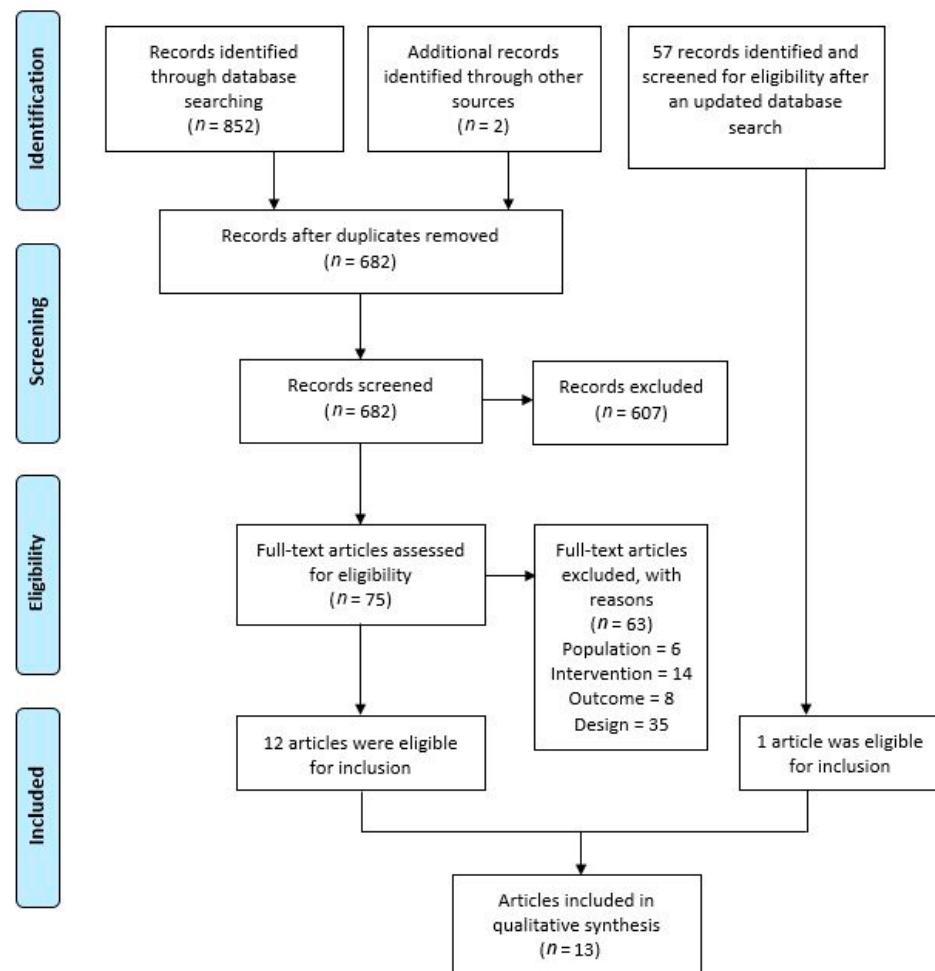 Identification
Records identified
through database
searching
(n = 852)
Additional records
identified through other
sources
(n = 2)
57 records identified and
screened for eligibility after
an updated database
search
Screening
Records after duplicates removed
(n = 682)
Records screened
(n = 682)
Records excluded
(n = 607)
Eligibility
Full-text articles assessed
for eligibility
(n = 75)
Full-text articles
excluded, with
reasons
(n = 63)
Population = 6
Intervention = 14
Outcome = 8
Design = 35
Included
12 articles were eligible
for inclusion
1 article was eligible
for inclusion
Articles included in
qualitative synthesis
(n = 13)